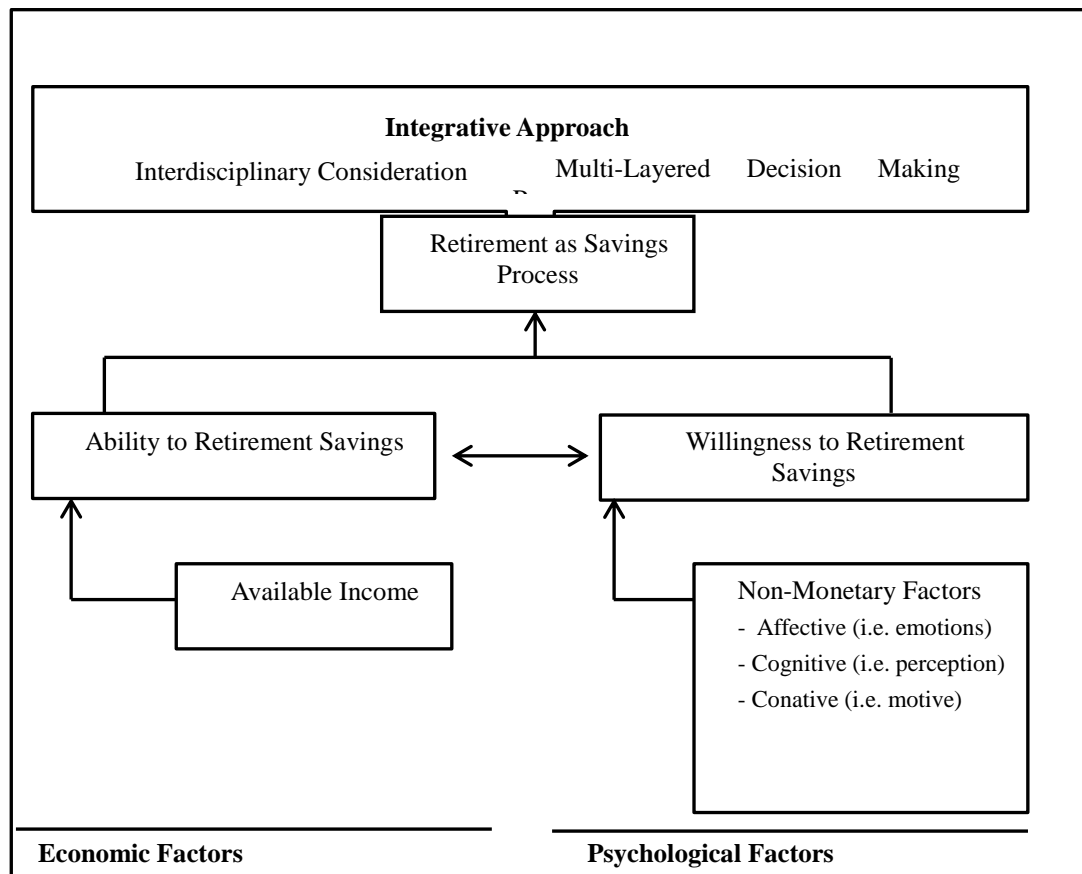 Integrative Approach
Interdisciplinary Consideration Multi-Layered Decision Making
Retirement as Savings
Process
Ability to Retirement Savings
Willingness to Retirement
Savings
Available Income
Non-Monetary Factors
- Affective (i.e. emotions)
- Cognitive (i.e. perception)
- Conative (i.e. motive)
Economic Factors
Psychological Factors